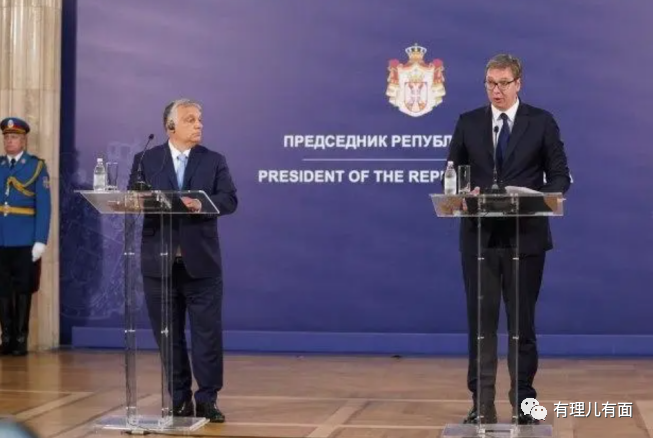 ПРЕДСЕДНИК РЕПУБЛ
PRESIDENT OF THE REP
有理儿有面